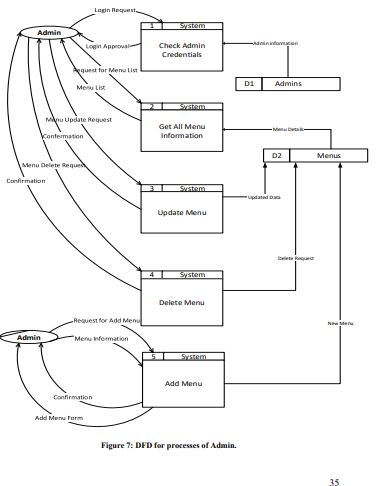 Login Request
1 System
Admin
Check Admin
Credentials
Login Approval
Admin information
Request for Menu List
D1 Admins
Menu List
2 System
Get All Menu
Information
Menu Update Request
Menu Details
Confermation
D2 Menus
Menu Delete Request
Confirmation
3 System
Updated Data
Update Menu
Delete Request
4 System
Delete Menu
Request for Add Menu
New Menu
Admin
Menu Information
5 System
Add Menu
Confirmation
Add Menu Form
Figure 7: DFD for processes of Admin.
35